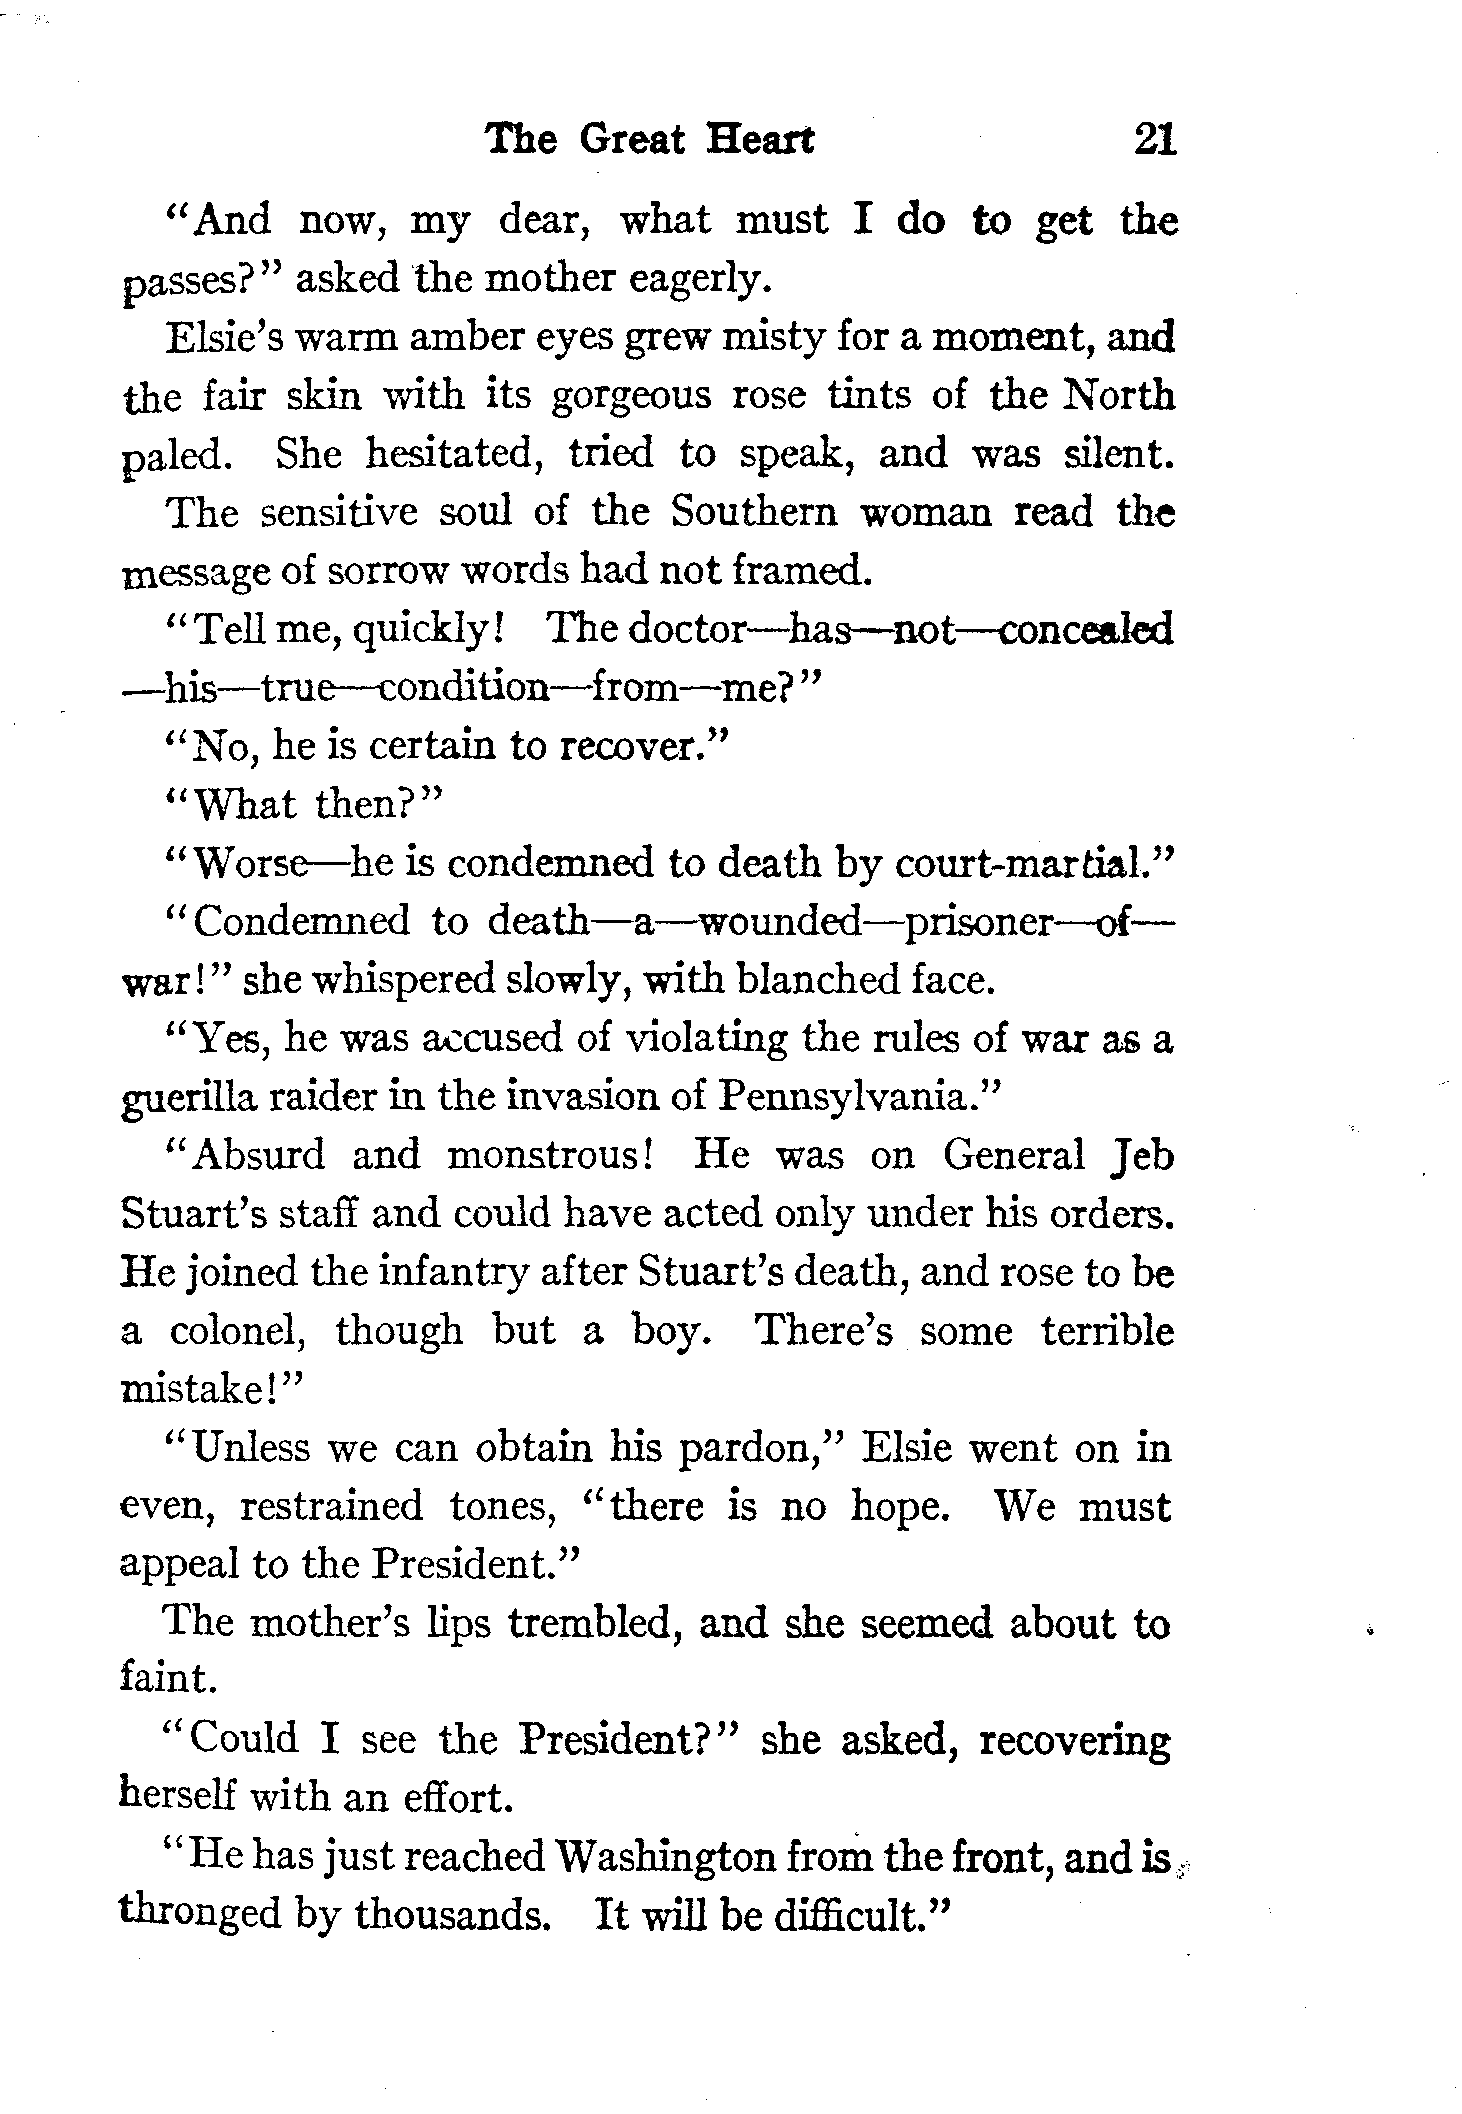 The Great Heart 21
"And now, my dear, what must I do to get the
passes?" asked the mother eagerly.
Elsie's warm amber eyes grew misty for a moment, and
the fair skin with its gorgeous rose tints of the North
paled. She hesitated, tried to speak, and was silent.
The sensitive soul of the Southern woman read the
message of sorrow words had not framed.
"Tell me, quickly! The doctor—has—not—concealed
—his—true—condition—from—me?"
"No, he is certain to recover."
"What then?"
"Worse—he is condemned to death by court-martial."
"Condemned to death—a—wounded—prisoner—of—
war!" she whispered slowly, with blanched face.
"Yes, he was accused of violating the rules of war as a
guerilla raider in the invasion of Pennsylvania."
"Absurd and monstrous! He was on General Jeb
Stuart's staff and could have acted only under his orders.
He joined the infantry after Stuart's death, and rose to be
a colonel, though but a boy. There's some terrible
mistake!"
"Unless we can obtain his pardon," Elsie went on in
even, restrained tones, "there is no hope. We must
appeal to the President."
The mother's lips trembled, and she seemed about to
faint.
"Could I see the President?" she asked, recovering
herself with an effort.
"He has just reached Washington from the front, and is
thronged by thousands. It will be difficult."